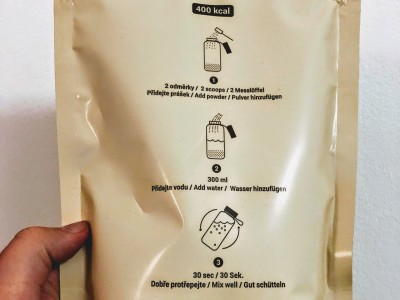 400 kcal
1
2 odměrky / 2 scoops / 2 Messlöffel
Přidejte prášek / Add powder / Pulver hinzufügen
2
300 ml
Přidejte vodu / Add water / Wasser hinzufügen
3
30 sec / 30 Sek.
Dobře protřepejte / Mix well / Gut schütteln